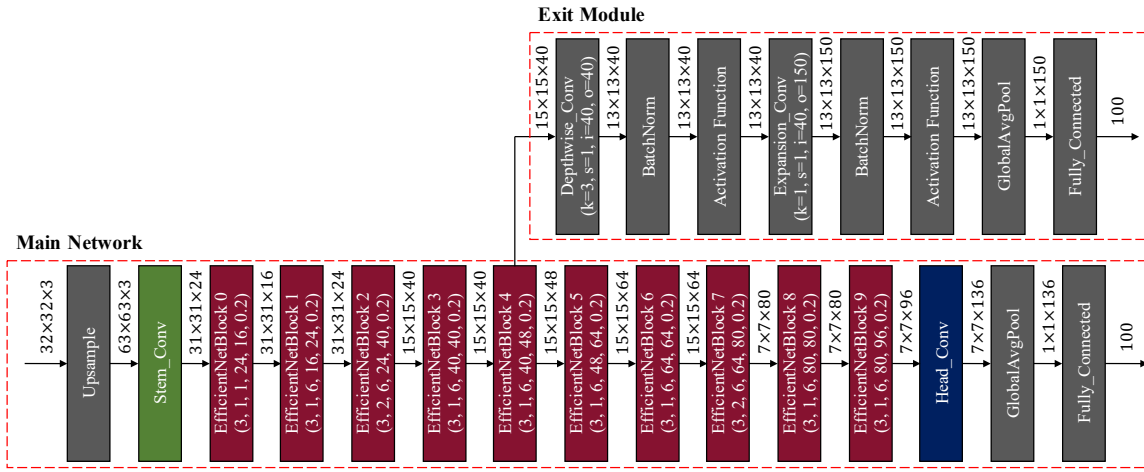 Exit Module
15×15×40
Depthwise_Conv
(k=3, s=1, i=40, o=40)
13×13×40
BatchNorm
13×13×40
Activation Function
13×13×40
Expansion_Conv
(k=1, s=1, i=40, o=150)
13×13×150
BatchNorm
13×13×150
Activation Function
13×13×150
GlobalAvgPool
1×1×150
Fully_Connected
100
Main Network
32×32×3
Upsample
63×63×3
Stem_Conv
31×31×24
EfficientNetBlock 0
(3, 1, 1, 24, 16, 0.2)
31×31×16
EfficientNetBlock 1
(3, 1, 6, 16, 24, 0.2)
31×31×24
EfficientNetBlock 2
(3, 2, 6, 24, 40, 0.2)
15×15×40
EfficientNetBlock 3
(3, 1, 6, 40, 40, 0.2)
15×15×40
EfficientNetBlock 4
(3, 1, 6, 40, 48, 0.2)
15×15×48
EfficientNetBlock 5
(3, 1, 6, 48, 64, 0.2)
15×15×64
EfficientNetBlock 6
(3, 1, 6, 64, 64, 0.2)
15×15×64
EfficientNetBlock 7
(3, 2, 6, 64, 80, 0.2)
7×7×80
EfficientNetBlock 8
(3, 1, 6, 80, 80, 0.2)
7×7×80
EfficientNetBlock 9
(3, 1, 6, 80, 96, 0.2)
7×7×96
Head_Conv
7×7×136
GlobalAvgPool
1×1×136
Fully_Connected
100